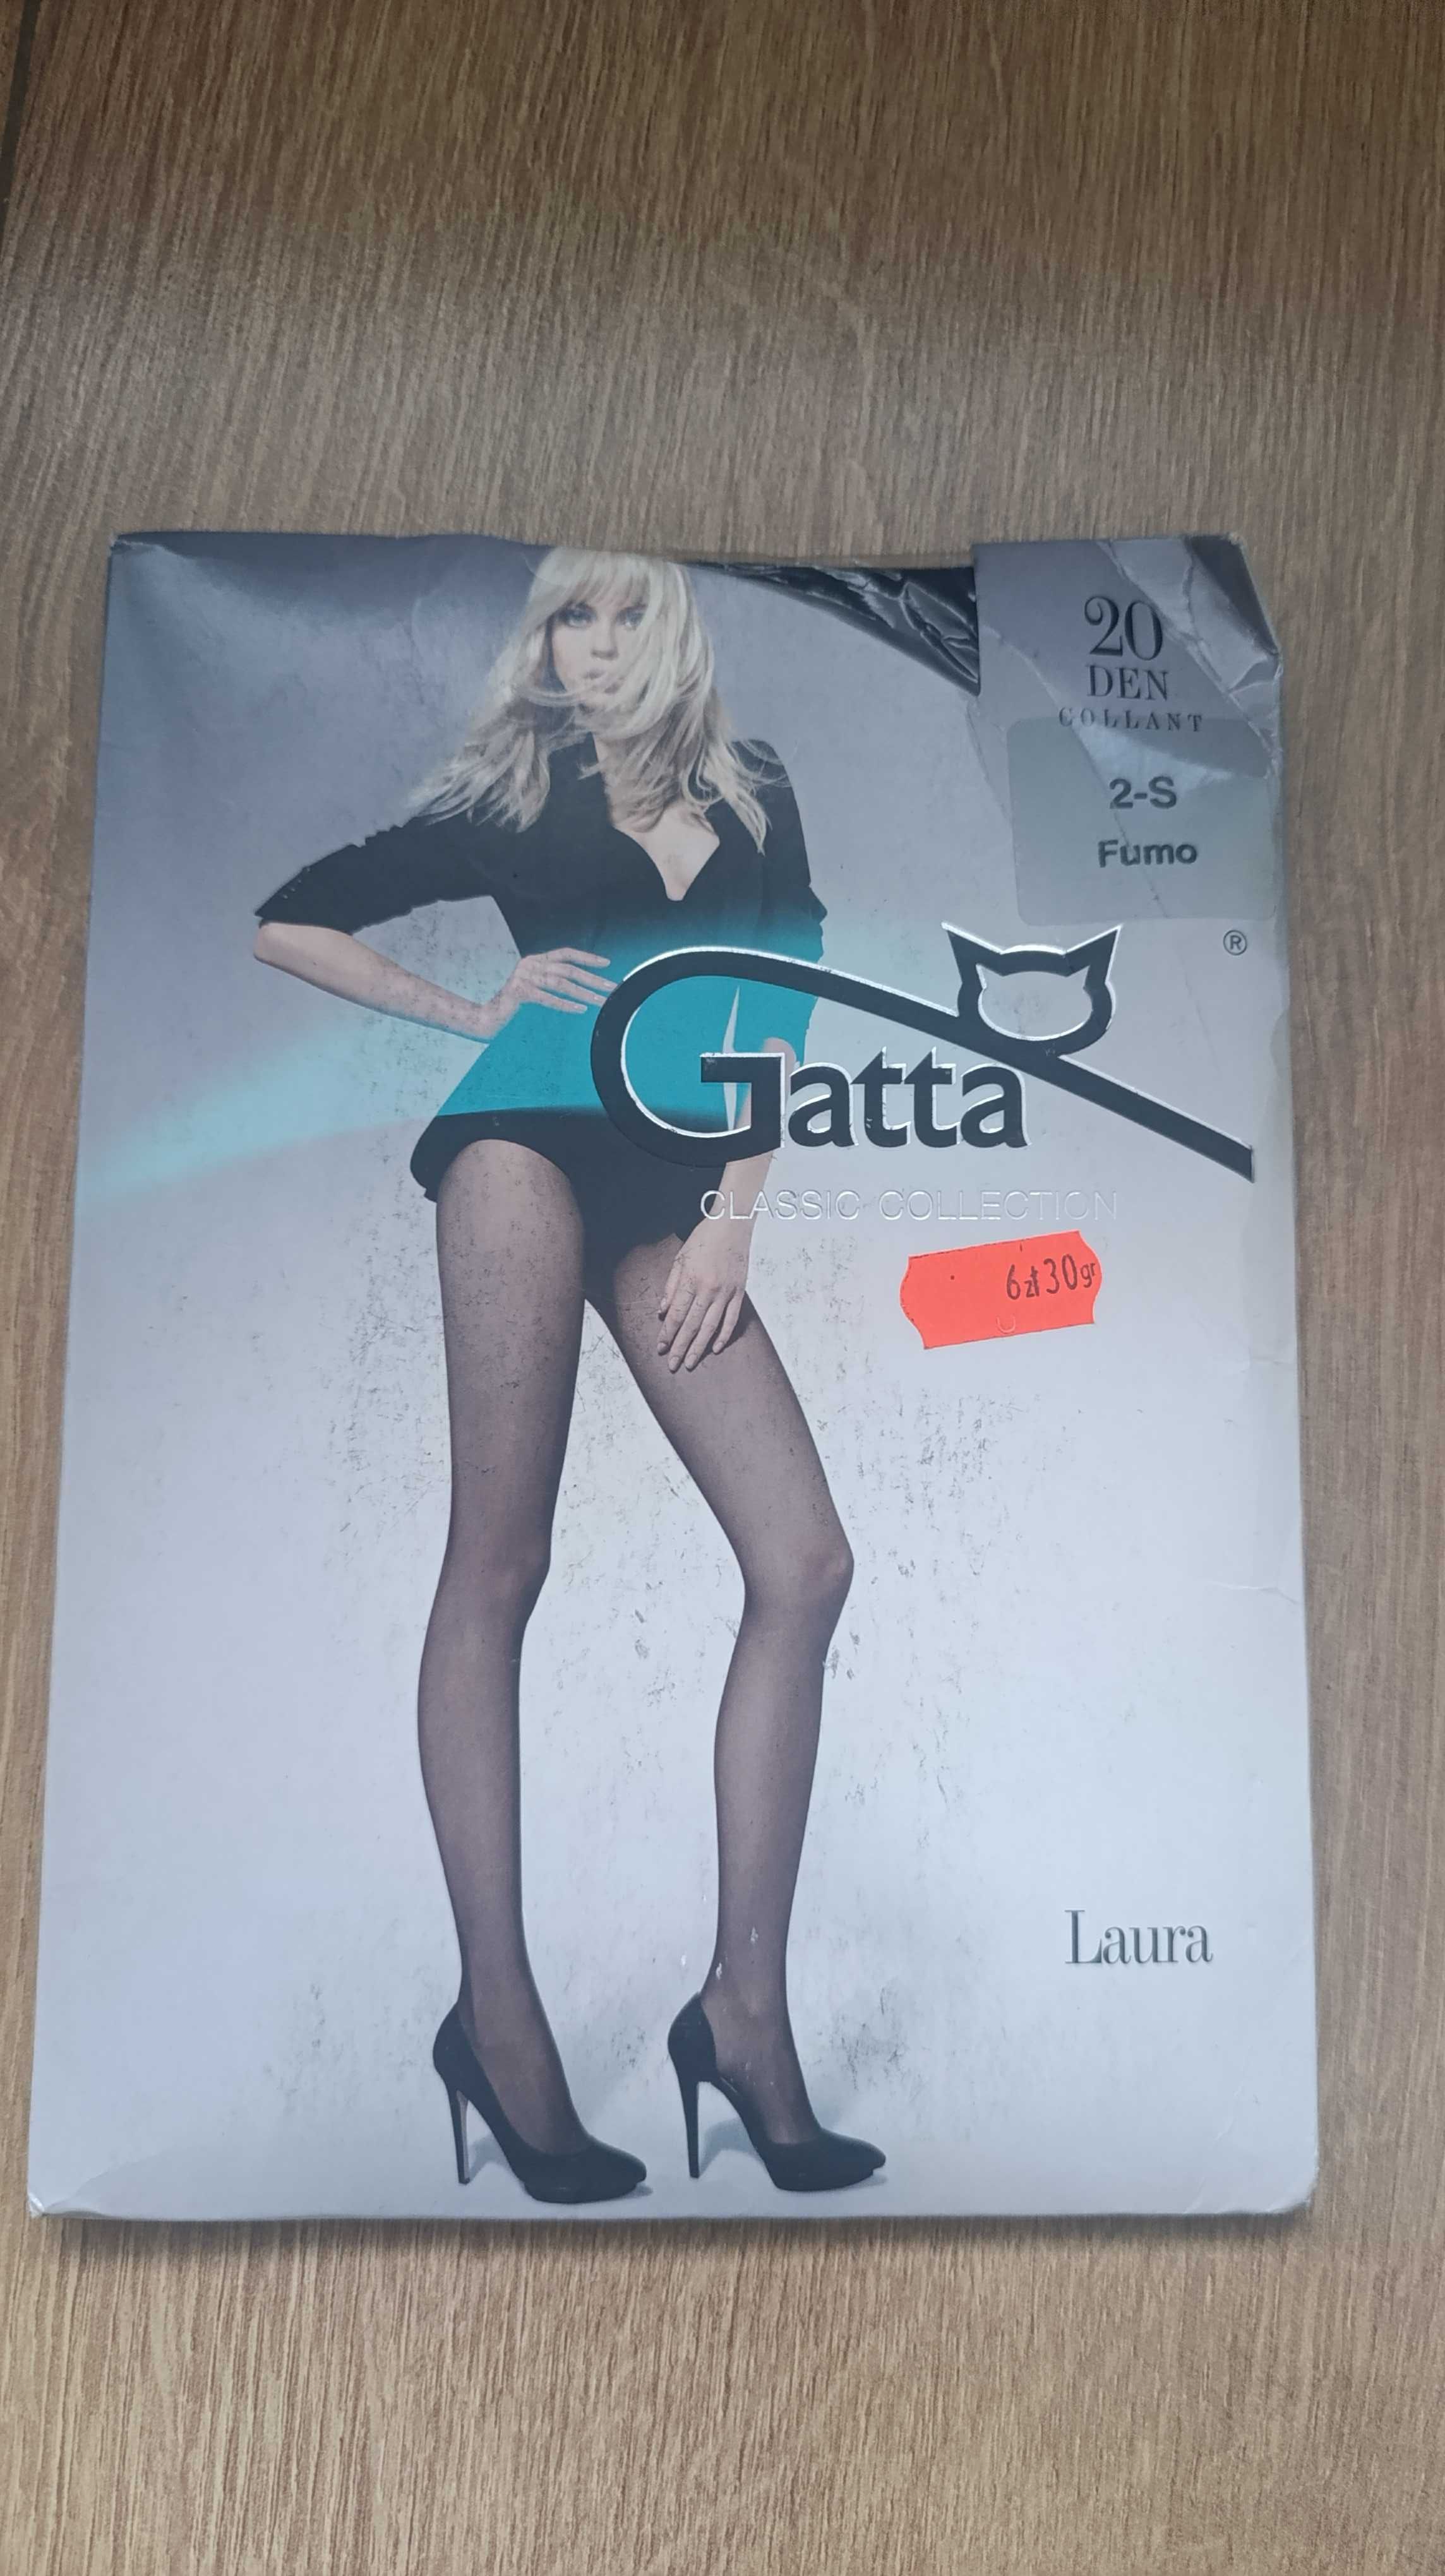 20
DEN
COLLANT
2-S
Fumo
®
Gatta
CLASSIC COLLECTION
6zł30gr
Laura